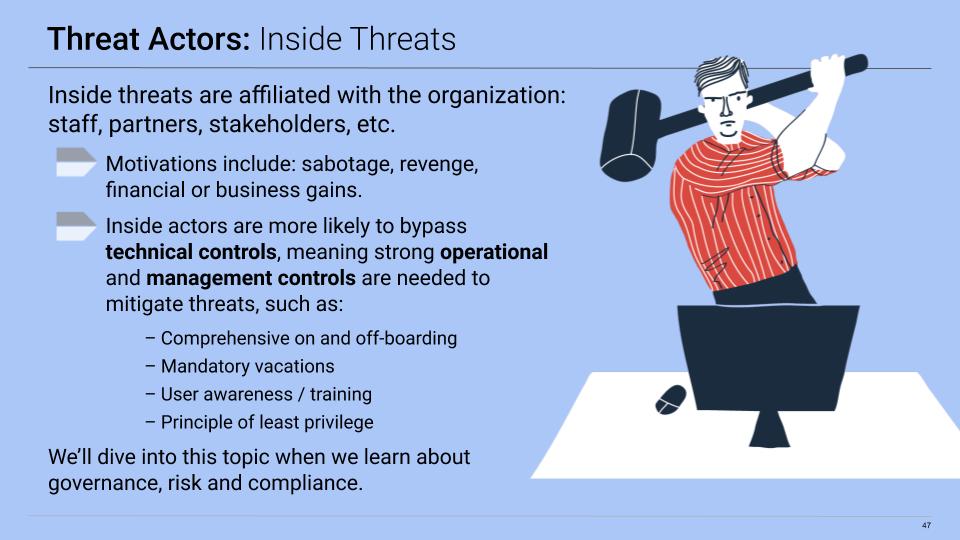 Threat Actors: Inside Threats
Inside threats are affiliated with the organization:
staff, partners, stakeholders, etc.
Motivations include: sabotage, revenge,
financial or business gains.
Inside actors are more likely to bypass
technical controls, meaning strong operational
and management controls are needed to
mitigate threats, such as:
– Comprehensive on and off-boarding
– Mandatory vacations
– User awareness / training
– Principle of least privilege
We’ll dive into this topic when we learn about
governance, risk and compliance.
47